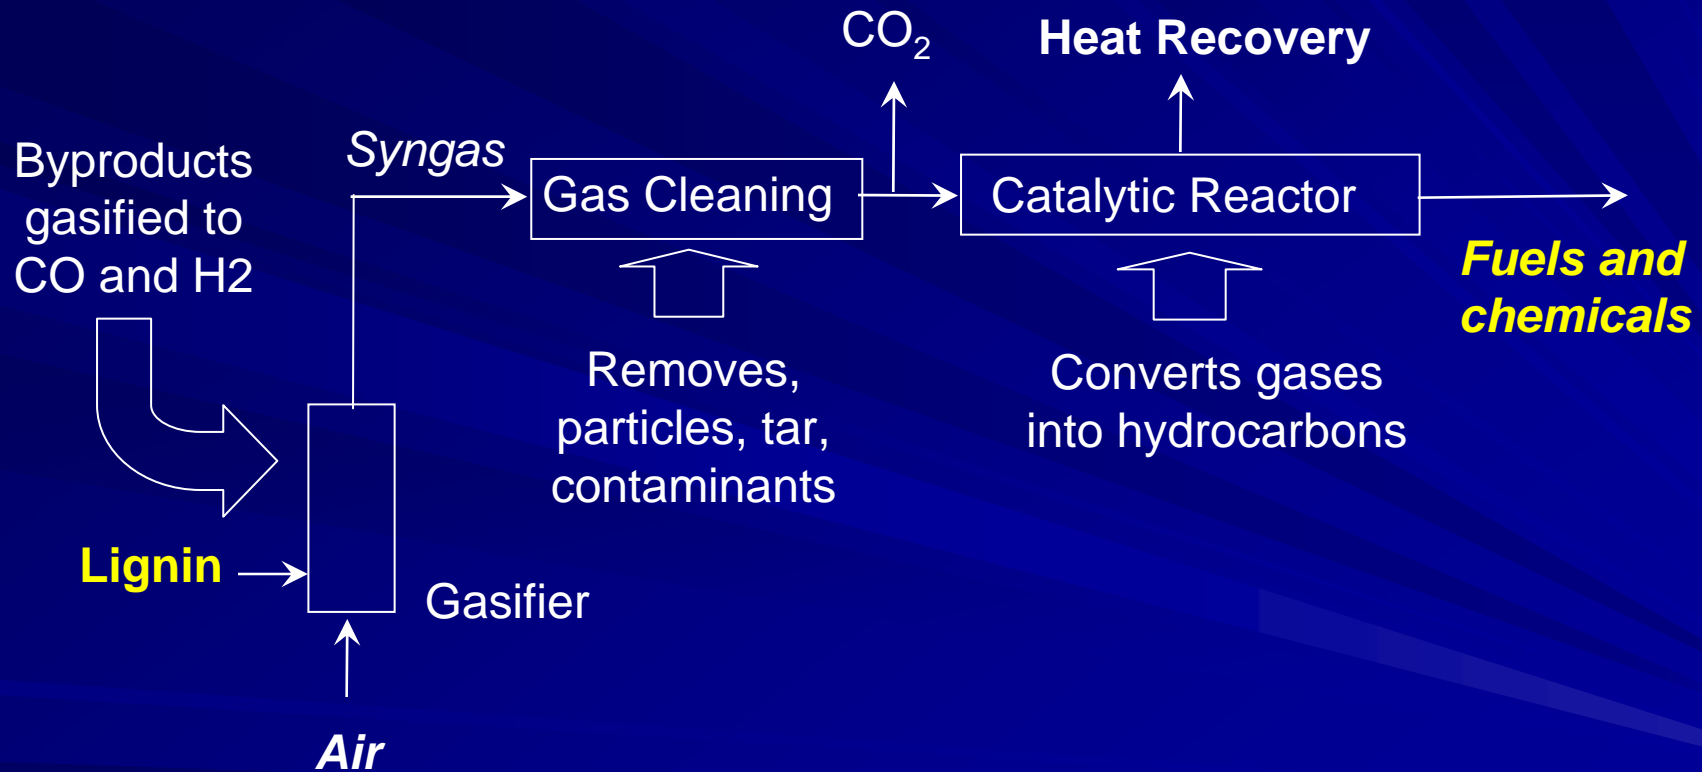 CO₂
Heat Recovery
Byproducts
gasified to
CO and H2
Syngas
Gas Cleaning
Catalytic Reactor
Fuels and
chemicals
Removes,
particles, tar,
contaminants
Converts gases
into hydrocarbons
Lignin
Gasifier
Air